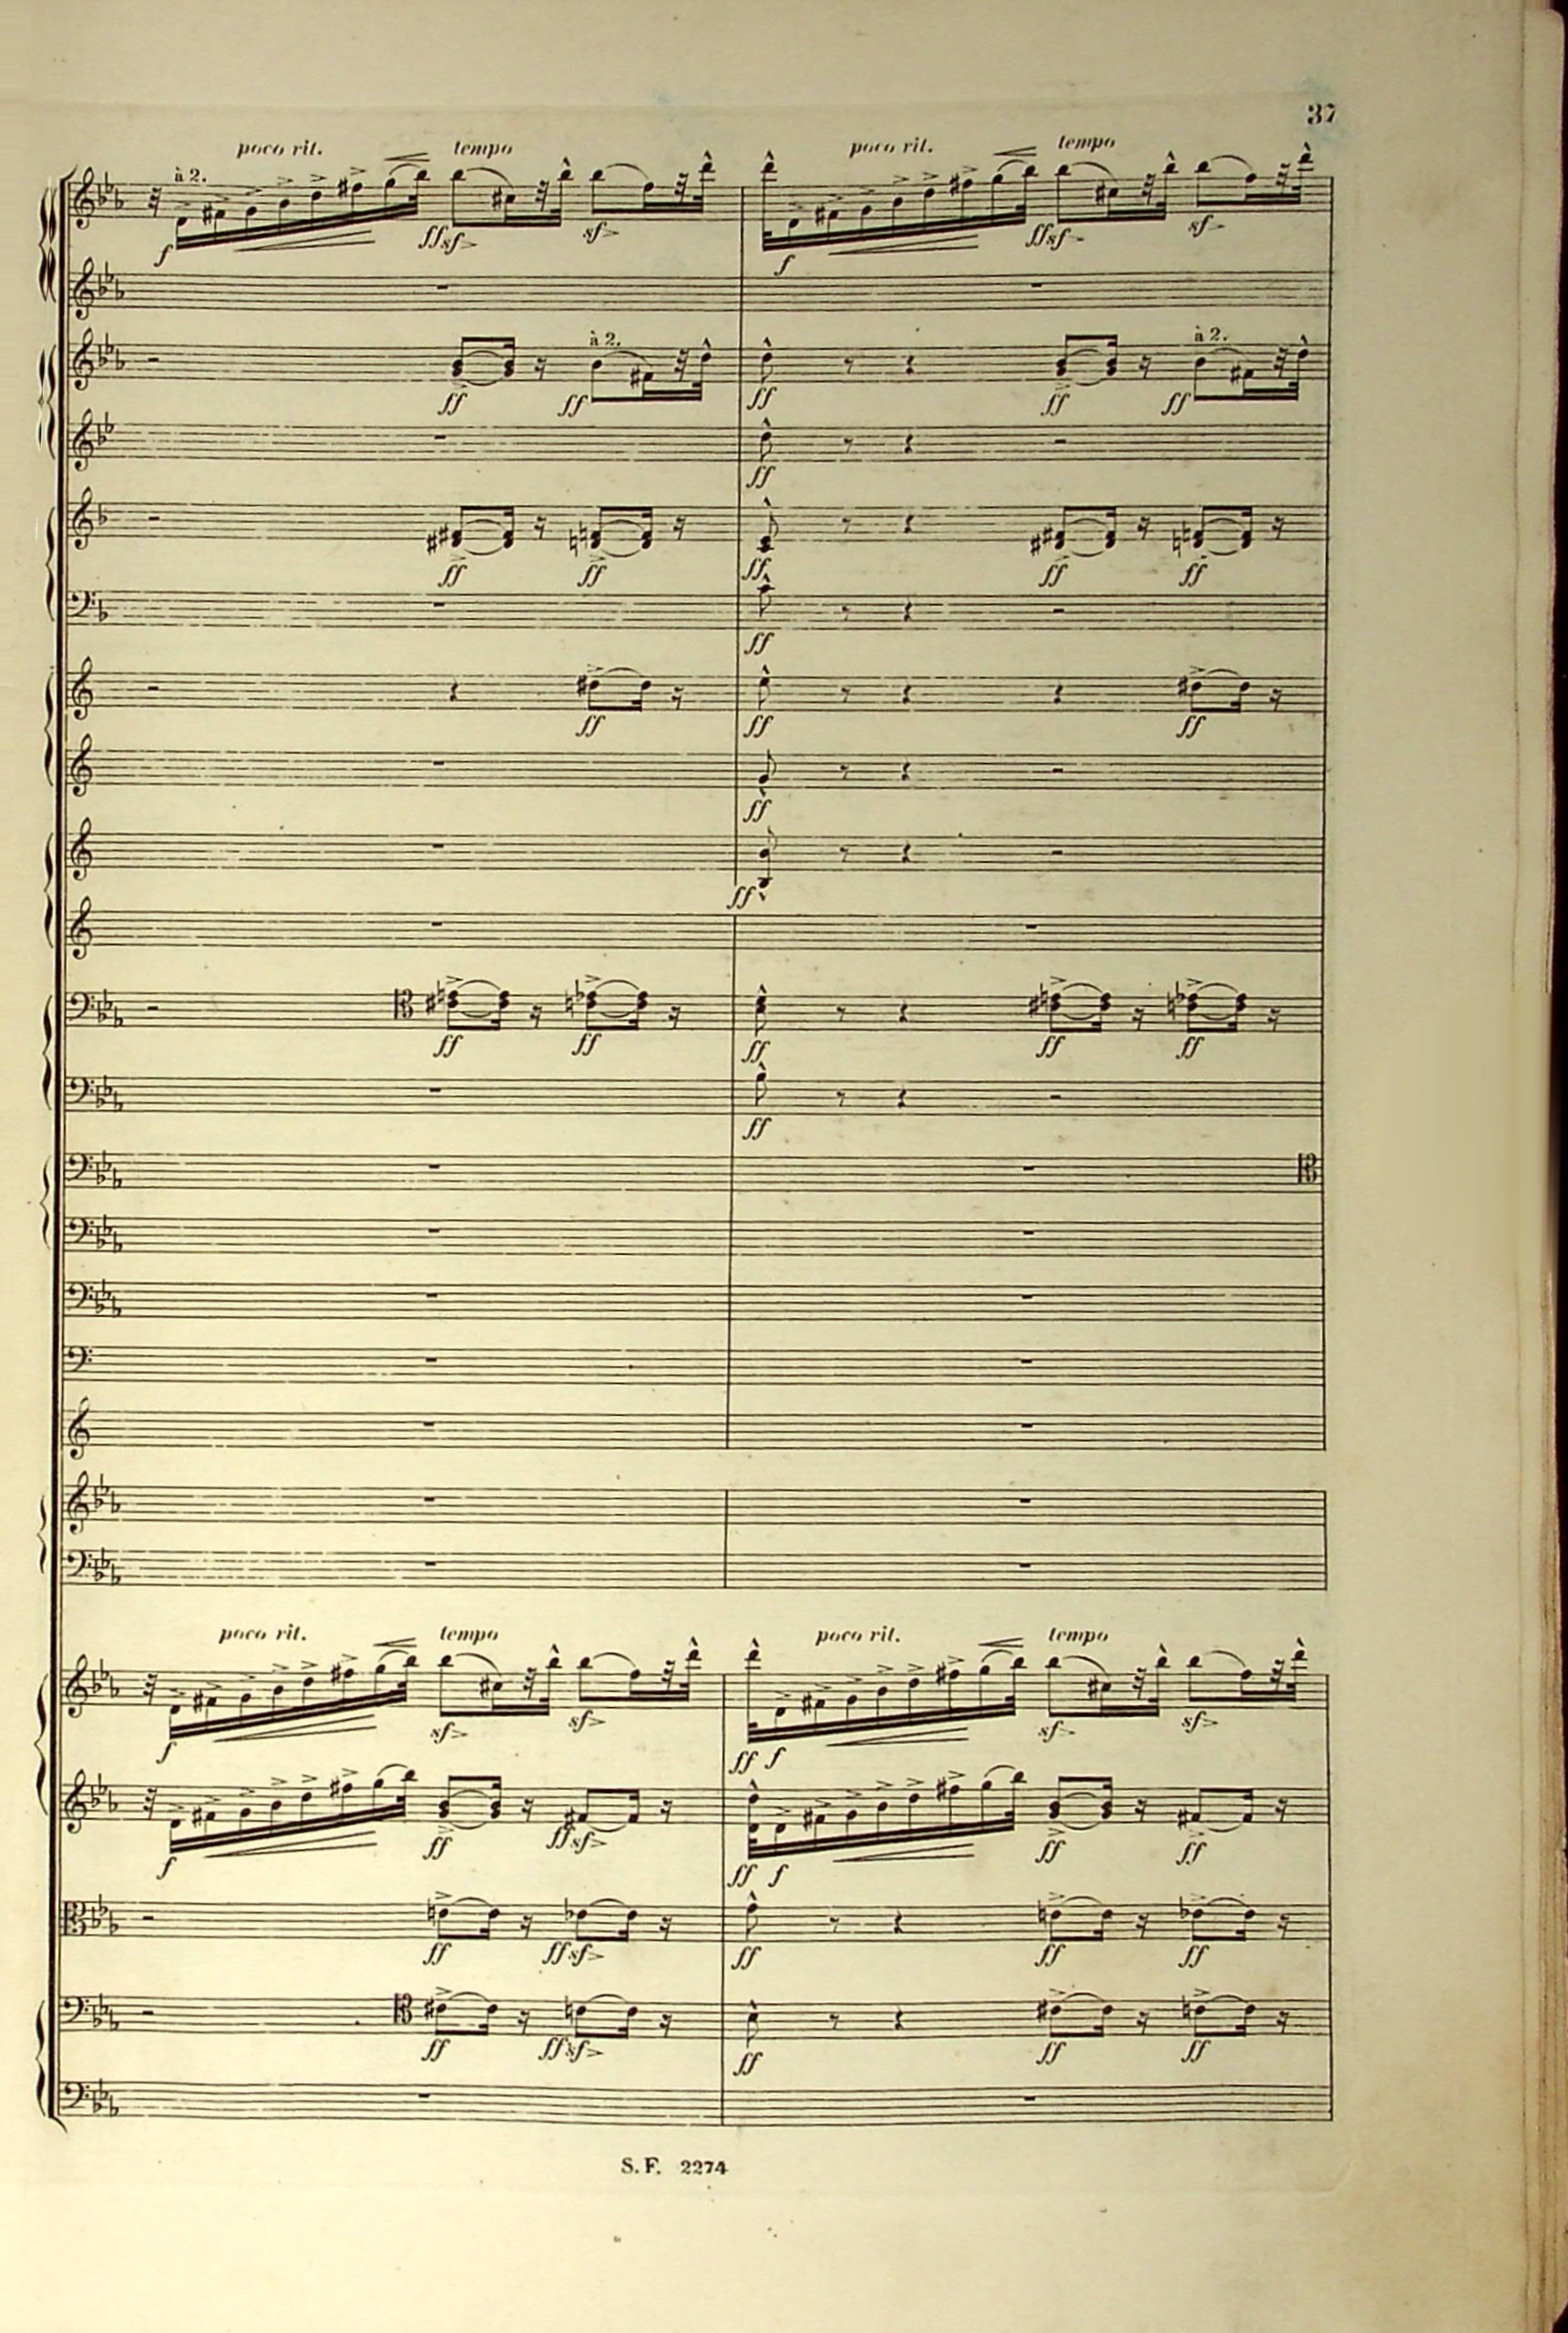 37
poco rit. tempo poco rit. tempo
à 2.
f ff sf sf f ff sf sf
à 2. à 2.
ff ff ff ff ff
ff
ff ff ff ff ff
ff
ff ff ff
ff
ff
ff ff ff ff ff
ff
poco rit. tempo poco rit. tempo
f sf sf ff f sf sf
f ff ff sf ff f ff ff
ff ff sf ff ff ff
ff ff sf ff ff ff
S. F. 2274